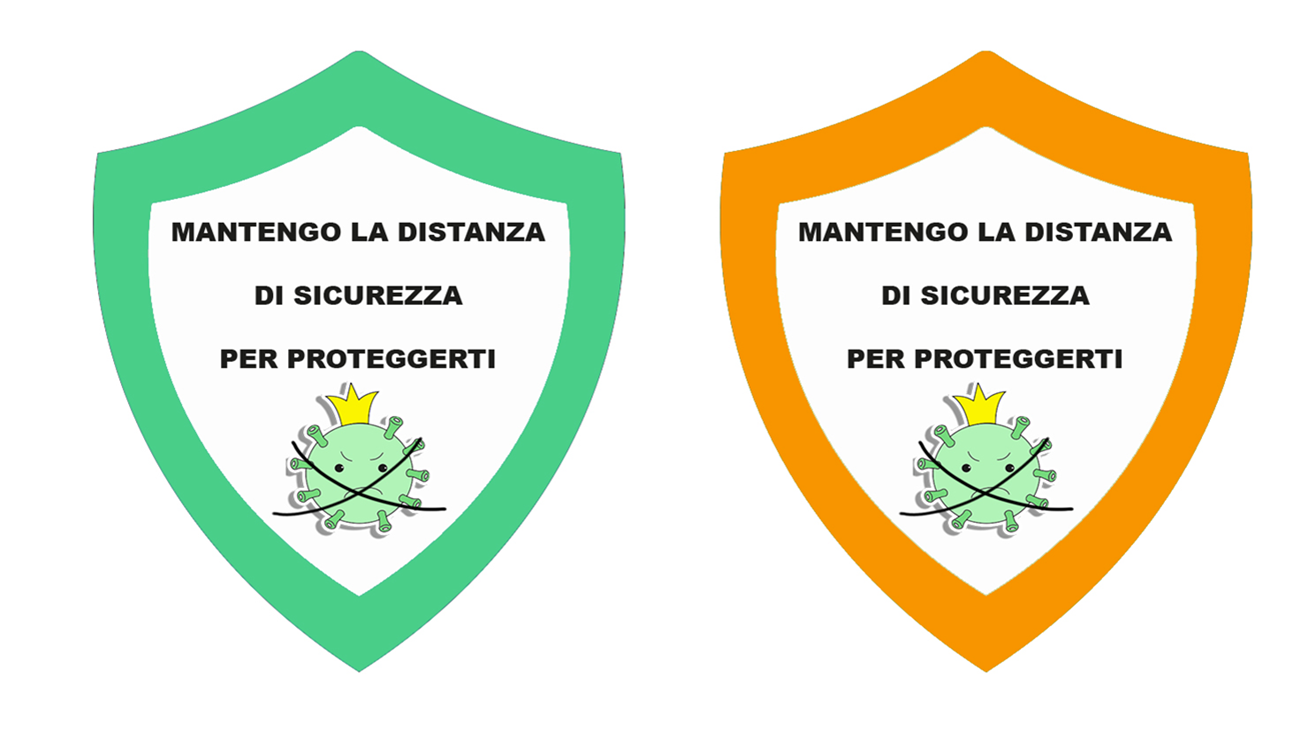 MANTENGO LA DISTANZA
DI SICUREZZA
PER PROTEGGERTI
MANTENGO LA DISTANZA
DI SICUREZZA
PER PROTEGGERTI